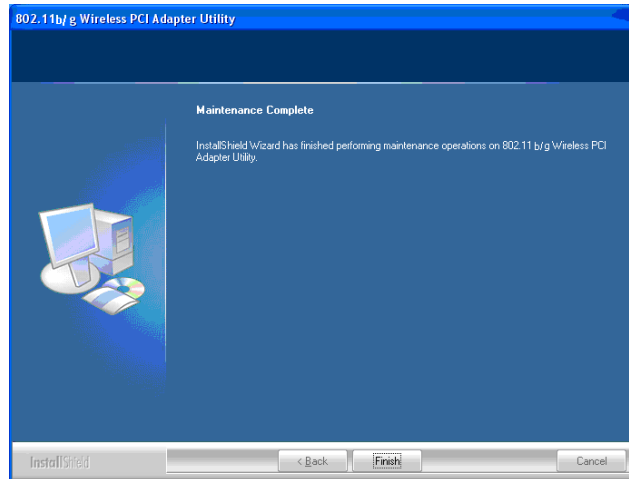 802.11b/ g Wireless PCI Adapter Utility
Maintenance Complete
InstallShield Wizard has finished performing maintenance operations on 802.11 b/g Wireless PCI
Adapter Utility.
InstallShield
< Back
Finish
Cancel